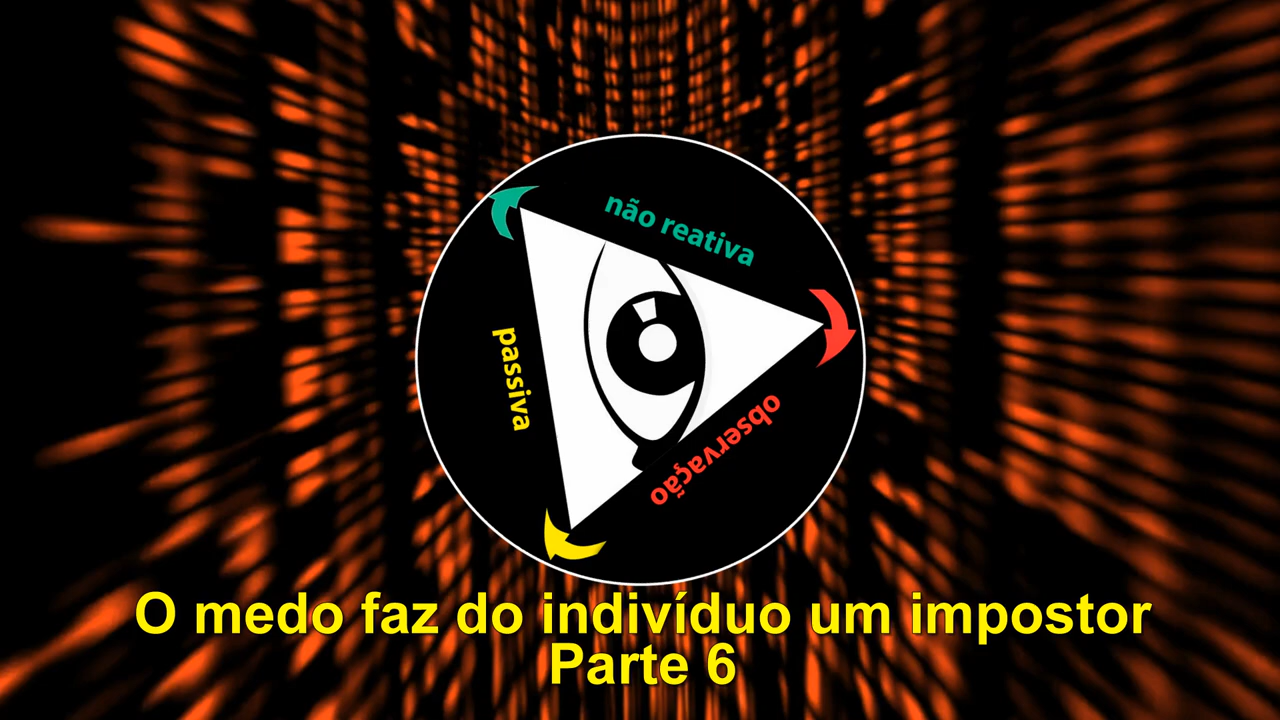 não reativa
passiva
observação
O medo faz do indivíduo um impostor
Parte 6